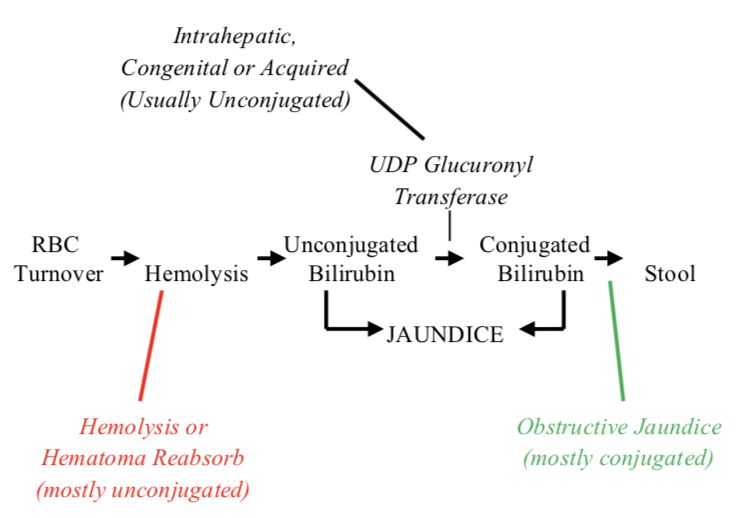 Intrahepatic,
Congenital or Acquired
(Usually Unconjugated)
UDP Glucuronyl
Transferase
RBC
Turnover
Hemolysis
Unconjugated
Bilirubin
Conjugated
Bilirubin
Stool
JAUNDICE
Hemolysis or
Hematoma Reabsorb
(mostly unconjugated)
Obstructive Jaundice
(mostly conjugated)